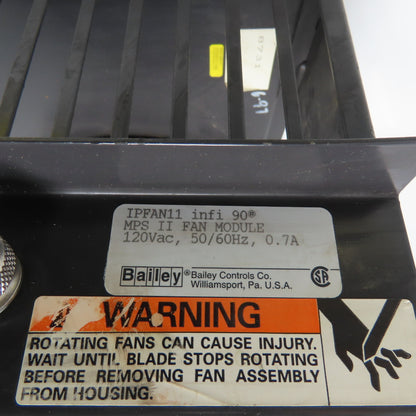 IPFAN11 infi 90®
MPS II FAN MODULE
120Vac, 50/60Hz, 0.7A
Bailey® Bailey Controls Co.
Williamsport, Pa. U.S.A.
WARNING
ROTATING FANS CAN CAUSE INJURY.
WAIT UNTIL BLADE STOPS ROTATING
BEFORE REMOVING FAN ASSEMBLY
FROM HOUSING.